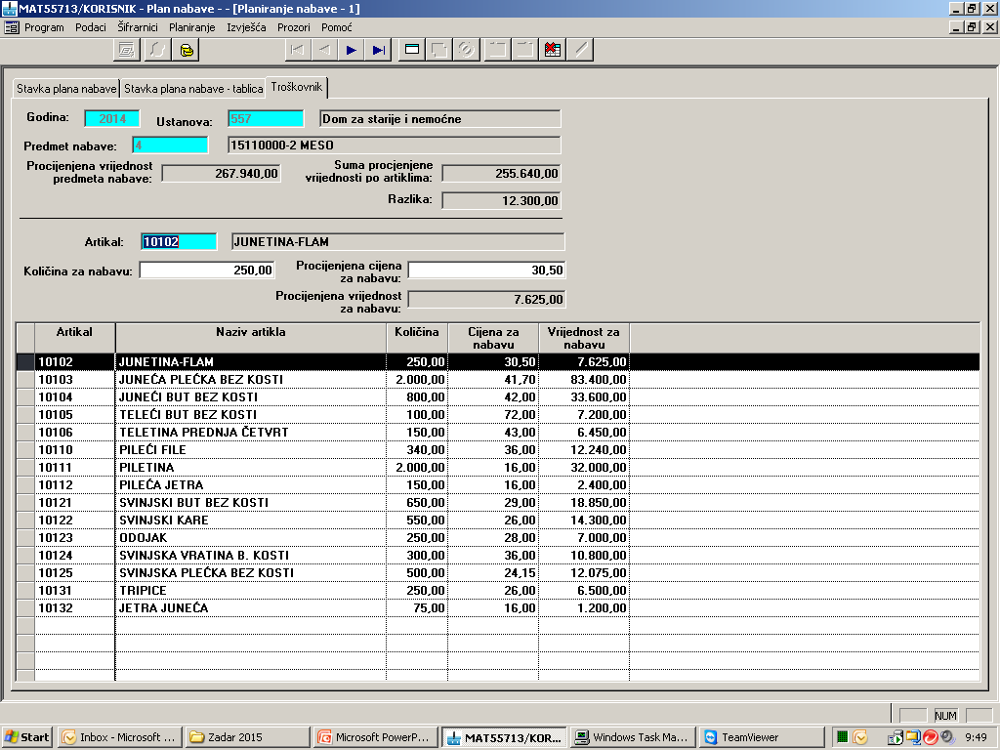 MAT55713/KORISNIK - Plan nabave - - [Planiranje nabave - 1]
Program Podaci Šifrarnici Planiranje Izvješća Prozori Pomoć
Stavka plana nabave Stavka plana nabave - tablica Troškovnik
Godina: 2014 Ustanova: 557 Dom za starije i nemoćne
Predmet nabave: 4 15110000-2 MESO
Procijenjena vrijednost predmeta nabave: 267.940,00 Suma procjenjene vrijednosti po artiklima: 255.640,00
Razlika: 12.300,00
Artikal: 10102 JUNETINA-FLAM
Količina za nabavu: 250,00 Procijenjena cijena za nabavu: 30,50
Procijenjena vrijednost za nabavu: 7.625,00
Artikal Naziv artikla Količina Cijena za nabavu Vrijednost za nabavu
10102 JUNETINA-FLAM 250,00 30,50 7.625,00
10103 JUNEĆA PLEĆKA BEZ KOSTI 2.000,00 41,70 83.400,00
10104 JUNEĆI BUT BEZ KOSTI 800,00 42,00 33.600,00
10105 TELEĆI BUT BEZ KOSTI 100,00 72,00 7.200,00
10106 TELETINA PREDNJA ČETVRT 150,00 43,00 6.450,00
10110 PILEĆI FILE 340,00 36,00 12.240,00
10111 PILETINA 2.000,00 16,00 32.000,00
10112 PILEĆA JETRA 150,00 16,00 2.400,00
10121 SVINJSKI BUT BEZ KOSTI 650,00 29,00 18.850,00
10122 SVINJSKI KARE 550,00 26,00 14.300,00
10123 ODOJAK 250,00 28,00 7.000,00
10124 SVINJSKA VRATINA B. KOSTI 300,00 36,00 10.800,00
10125 SVINJSKA PLEĆKA BEZ KOSTI 500,00 24,15 12.075,00
10131 TRIPICE 250,00 26,00 6.500,00
10132 JETRA JUNEĆA 75,00 16,00 1.200,00
NUM
Start Inbox - Microsoft ... Zadar 2015 Microsoft PowerP... MAT55713/KOR... Windows Task Ma... TeamViewer 9:49